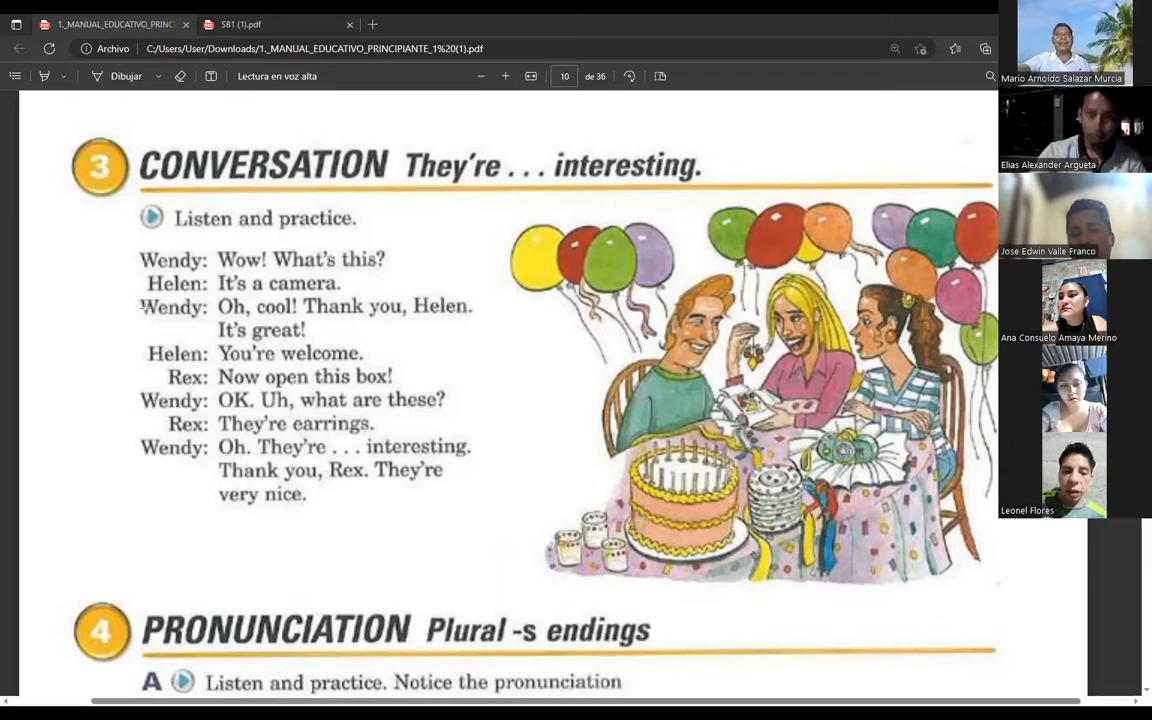 1._MANUAL_EDUCATIVO_PRINC
SB1 (1).pdf
Archivo
C:/Users/User/Downloads/1._MANUAL_EDUCATIVO_PRINCIPIANTE_1%20(1).pdf
Dibujar
Lectura en voz alta
10
de 36
3 CONVERSATION They're . . . interesting.
Listen and practice.
Wendy: Wow! What's this?
Helen: It's a camera.
Wendy: Oh, cool! Thank you, Helen.
It's great!
Helen: You're welcome.
Rex: Now open this box!
Wendy: OK. Uh, what are these?
Rex: They're earrings.
Wendy: Oh. They're . . . interesting.
Thank you, Rex. They're
very nice.
4 PRONUNCIATION Plural -s endings
A Listen and practice. Notice the pronunciation
Mario Arnoldo Salazar Murcia
Elias Alexander Argueta
Jose Edwin Valle Franco
Ana Consuelo Amaya Merino
Leonel Flores